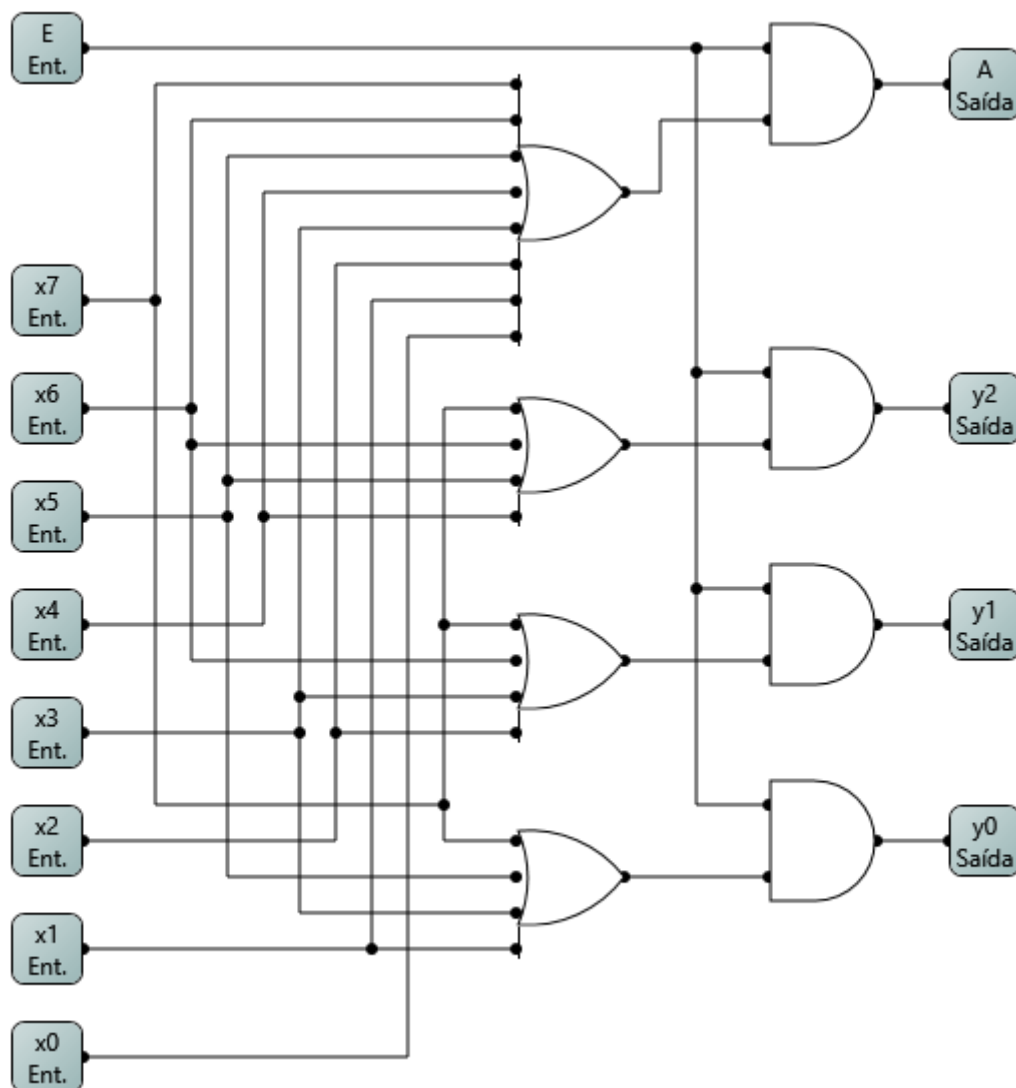 E
Ent.
A
Saída
x7
Ent.
x6
Ent.
y2
Saída
x5
Ent.
x4
Ent.
y1
Saída
x3
Ent.
x2
Ent.
y0
Saída
x1
Ent.
x0
Ent.